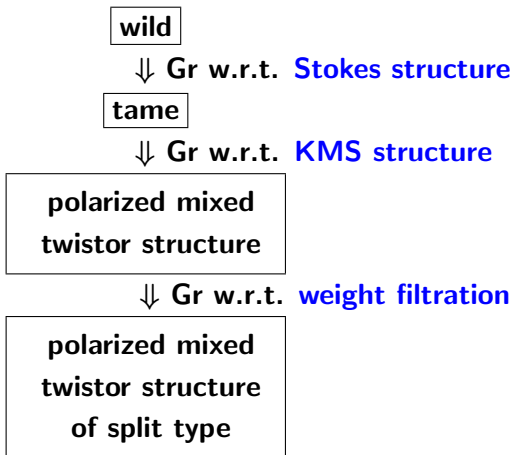 wild
⇓ Gr w.r.t. Stokes structure
tame
⇓ Gr w.r.t. KMS structure
polarized mixed
twistor structure
⇓ Gr w.r.t. weight filtration
polarized mixed
twistor structure
of split type